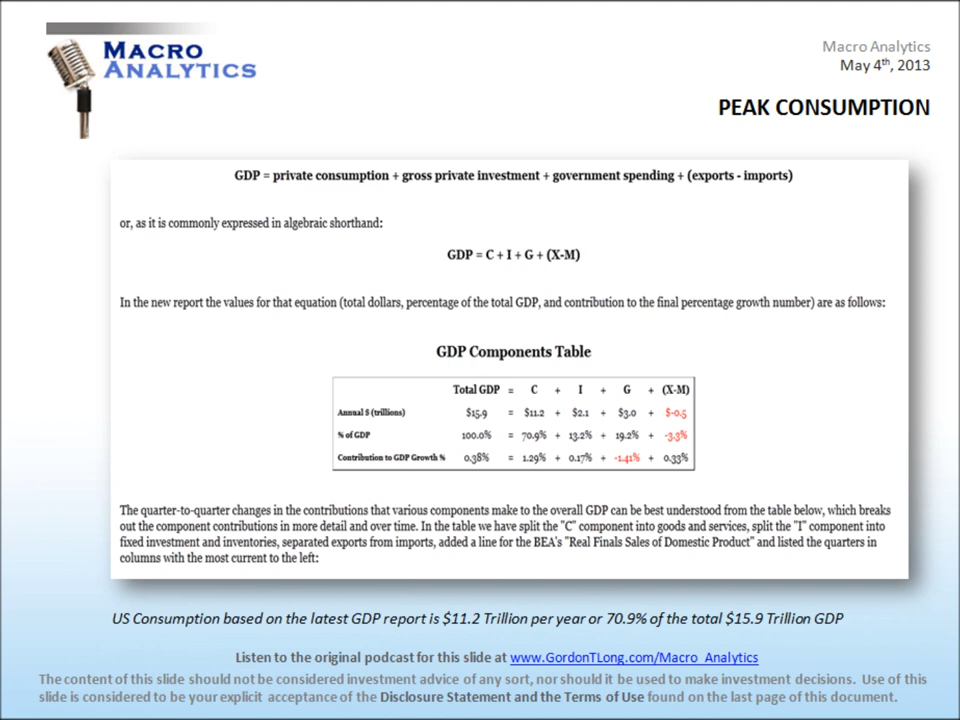 MACRO
ANALYTICS
Macro Analytics
May 4th, 2013
PEAK CONSUMPTION
GDP = private consumption + gross private investment + government spending + (exports - imports)
or, as it is commonly expressed in algebraic shorthand:
GDP = C + I + G + (X-M)
In the new report the values for that equation (total dollars, percentage of the total GDP, and contribution to the final percentage growth number) are as follows:
GDP Components Table
Total GDP = C + I + G + (X-M)
Annual $ (trillions) $15.9 = $11.2 + $2.1 + $3.0 + $-0.5
% of GDP 100.0% = 70.9% + 13.2% + 19.2% + -3.3%
Contribution to GDP Growth % 0.38% = 1.29% + 0.17% + -1.41% + 0.33%
The quarter-to-quarter changes in the contributions that various components make to the overall GDP can be best understood from the table below, which breaks
out the component contributions in more detail and over time. In the table we have split the "C" component into goods and services, split the "I" component into
fixed investment and inventories, separated exports from imports, added a line for the BEA's "Real Finals Sales of Domestic Product" and listed the quarters in
columns with the most current to the left:
US Consumption based on the latest GDP report is $11.2 Trillion per year or 70.9% of the total $15.9 Trillion GDP
Listen to the original podcast for this slide at www.GordonTLong.com/Macro_Analytics
The content of this slide should not be considered investment advice of any sort, nor should it be used to make investment decisions. Use of this
slide is considered to be your explicit acceptance of the Disclosure Statement and the Terms of Use found on the last page of this document.